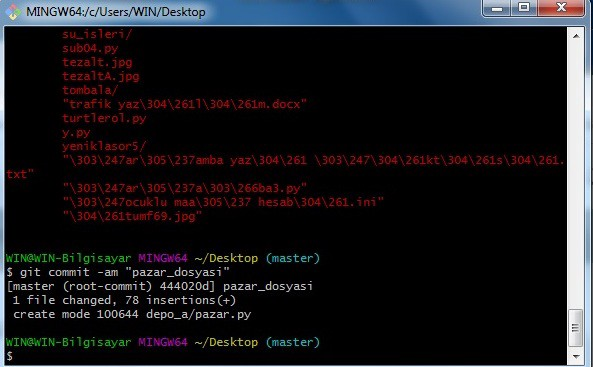 MINGW64:/c/Users/WIN/Desktop
su_isleri/
sub04.py
tezalt.jpg
tezaltA.jpg
tombala/
"trafik yaz\304\261l\304\261m.docx"
turtlerol.py
y.py
yeniklasor5/
"\303\247ar\305\237amba yaz\304\261 \303\247\304\261kt\304\261s\304\261.
txt"
"\303\247ar\305\237a\303\266ba3.py"
"\303\247ocuklu maa\305\237 hesab\304\261.ini"
"\304\261tumf69.jpg"
WIN@WIN-Bilgisayar MINGW64 ~/Desktop (master)
$ git commit -am "pazar_dosyasi"
[master (root-commit) 444020d] pazar_dosyasi
1 file changed, 78 insertions(+)
create mode 100644 depo_a/pazar.py
WIN@WIN-Bilgisayar MINGW64 ~/Desktop (master)
$